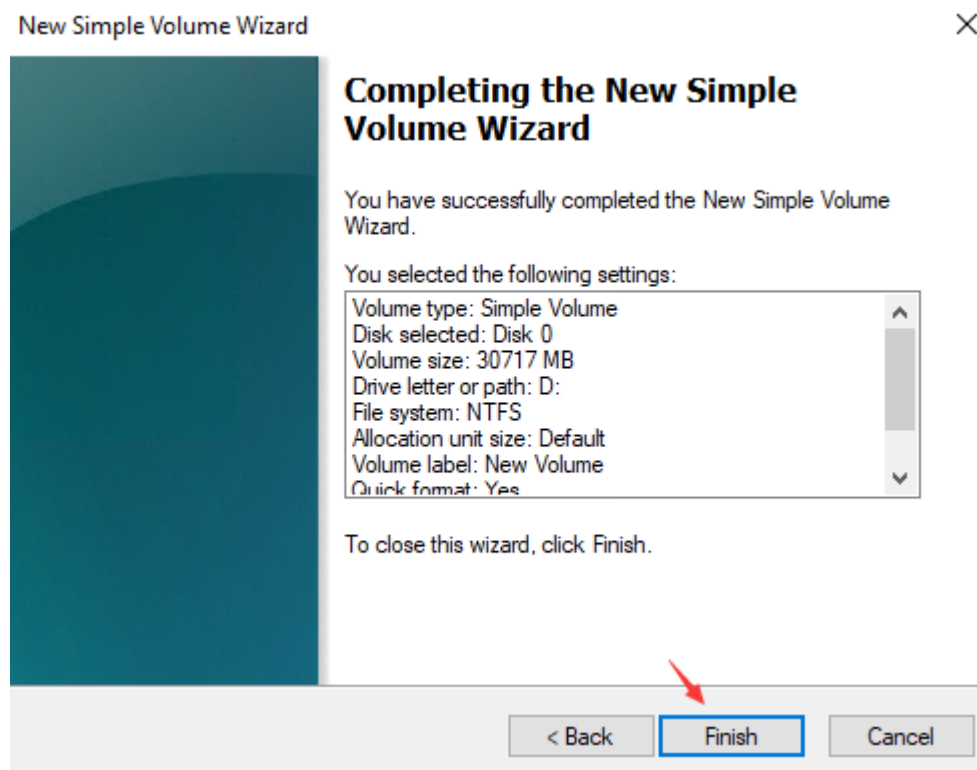 New Simple Volume Wizard
Completing the New Simple
Volume Wizard
You have successfully completed the New Simple Volume
Wizard.
You selected the following settings:
Volume type: Simple Volume
Disk selected: Disk 0
Volume size: 30717 MB
Drive letter or path: D:
File system: NTFS
Allocation unit size: Default
Volume label: New Volume
Quick format: Yes
To close this wizard, click Finish.
< Back
Finish
Cancel